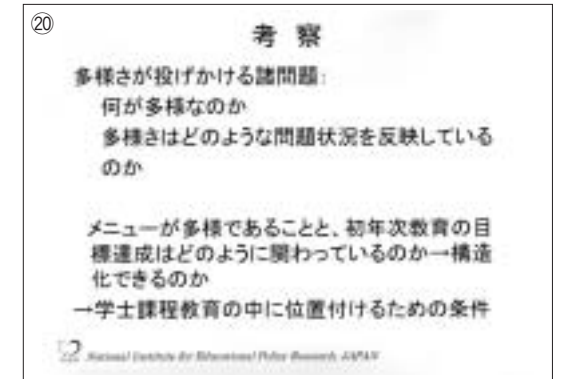 ⑳
考 察
多様さが投げかける諸問題:
何が多様なのか
多様さはどのような問題状況を反映している
のか
メニューが多様であることと、初年次教育の目
標達成はどのように関わっているのか→構造
化できるのか
→学士課程教育の中に位置付けるための条件
National Institute for Educational Policy Research, JAPAN